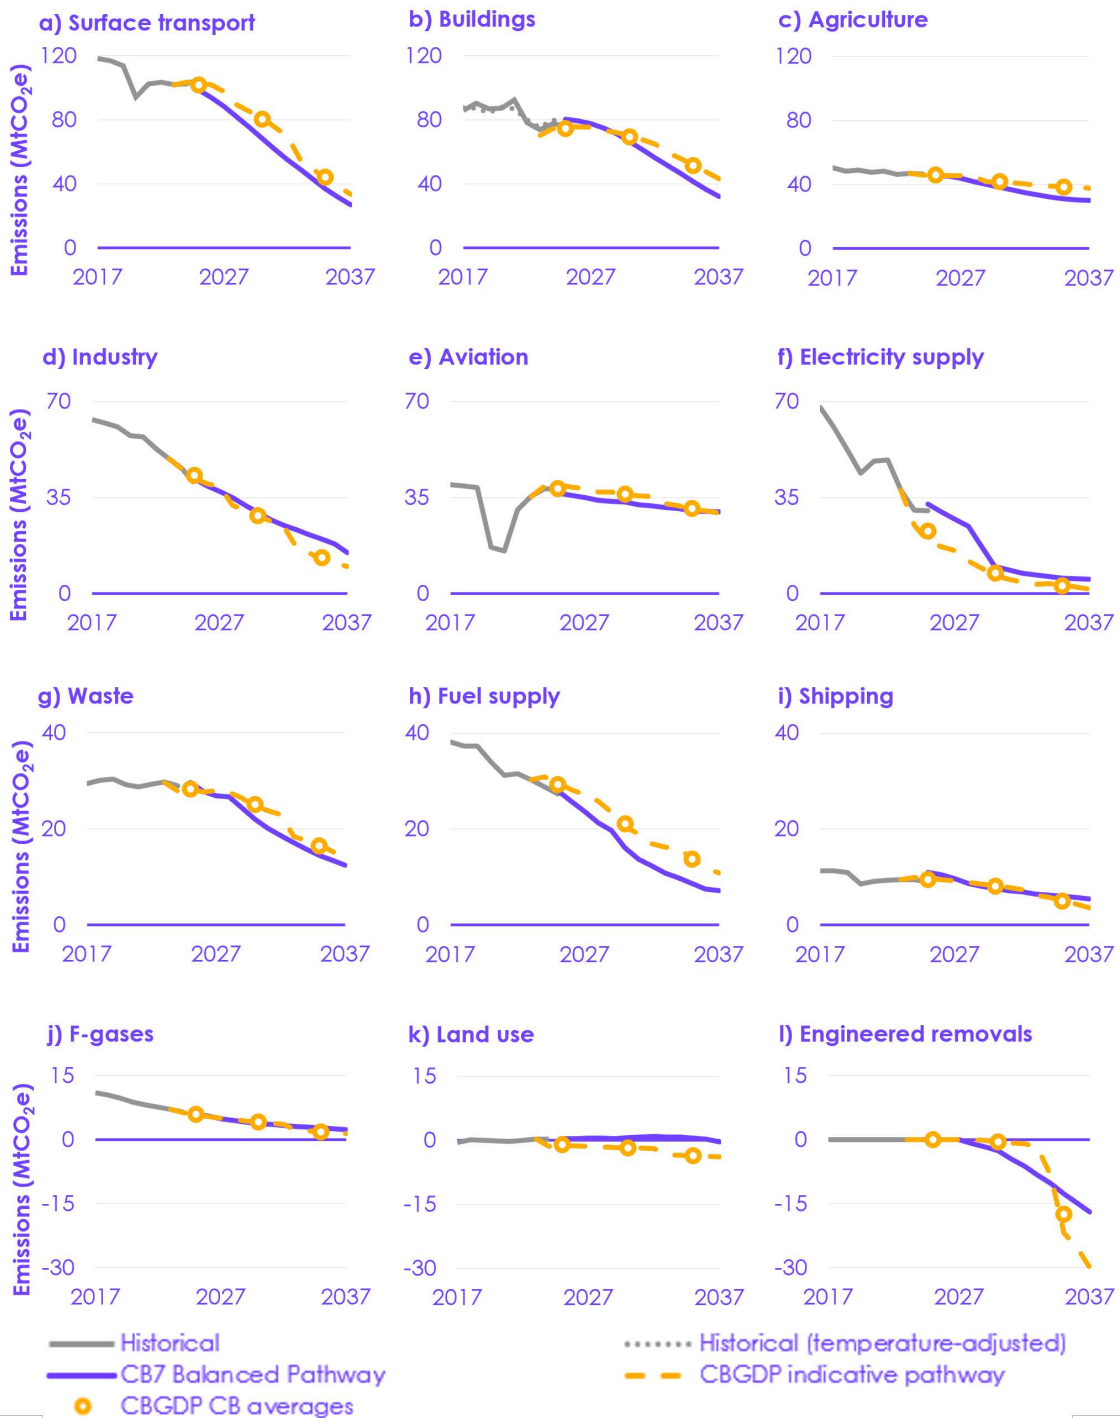 a) Surface transport
b) Buildings
c) Agriculture
Emissions (MtCO₂e)
120
80
40
0
2017 2027 2037
120
80
40
0
2017 2027 2037
120
80
40
0
2017 2027 2037
d) Industry
e) Aviation
f) Electricity supply
Emissions (MtCO₂e)
70
35
0
2017 2027 2037
70
35
0
2017 2027 2037
70
35
0
2017 2027 2037
g) Waste
h) Fuel supply
i) Shipping
Emissions (MtCO₂e)
40
20
0
2017 2027 2037
40
20
0
2017 2027 2037
40
20
0
2017 2027 2037
j) F-gases
k) Land use
l) Engineered removals
Emissions (MtCO₂e)
15
0
-15
-30
2017 2027 2037
15
0
-15
-30
2017 2027 2037
15
0
-15
-30
2017 2027 2037
Historical
Historical (temperature-adjusted)
CB7 Balanced Pathway
CBGDP indicative pathway
CBGDP CB averages